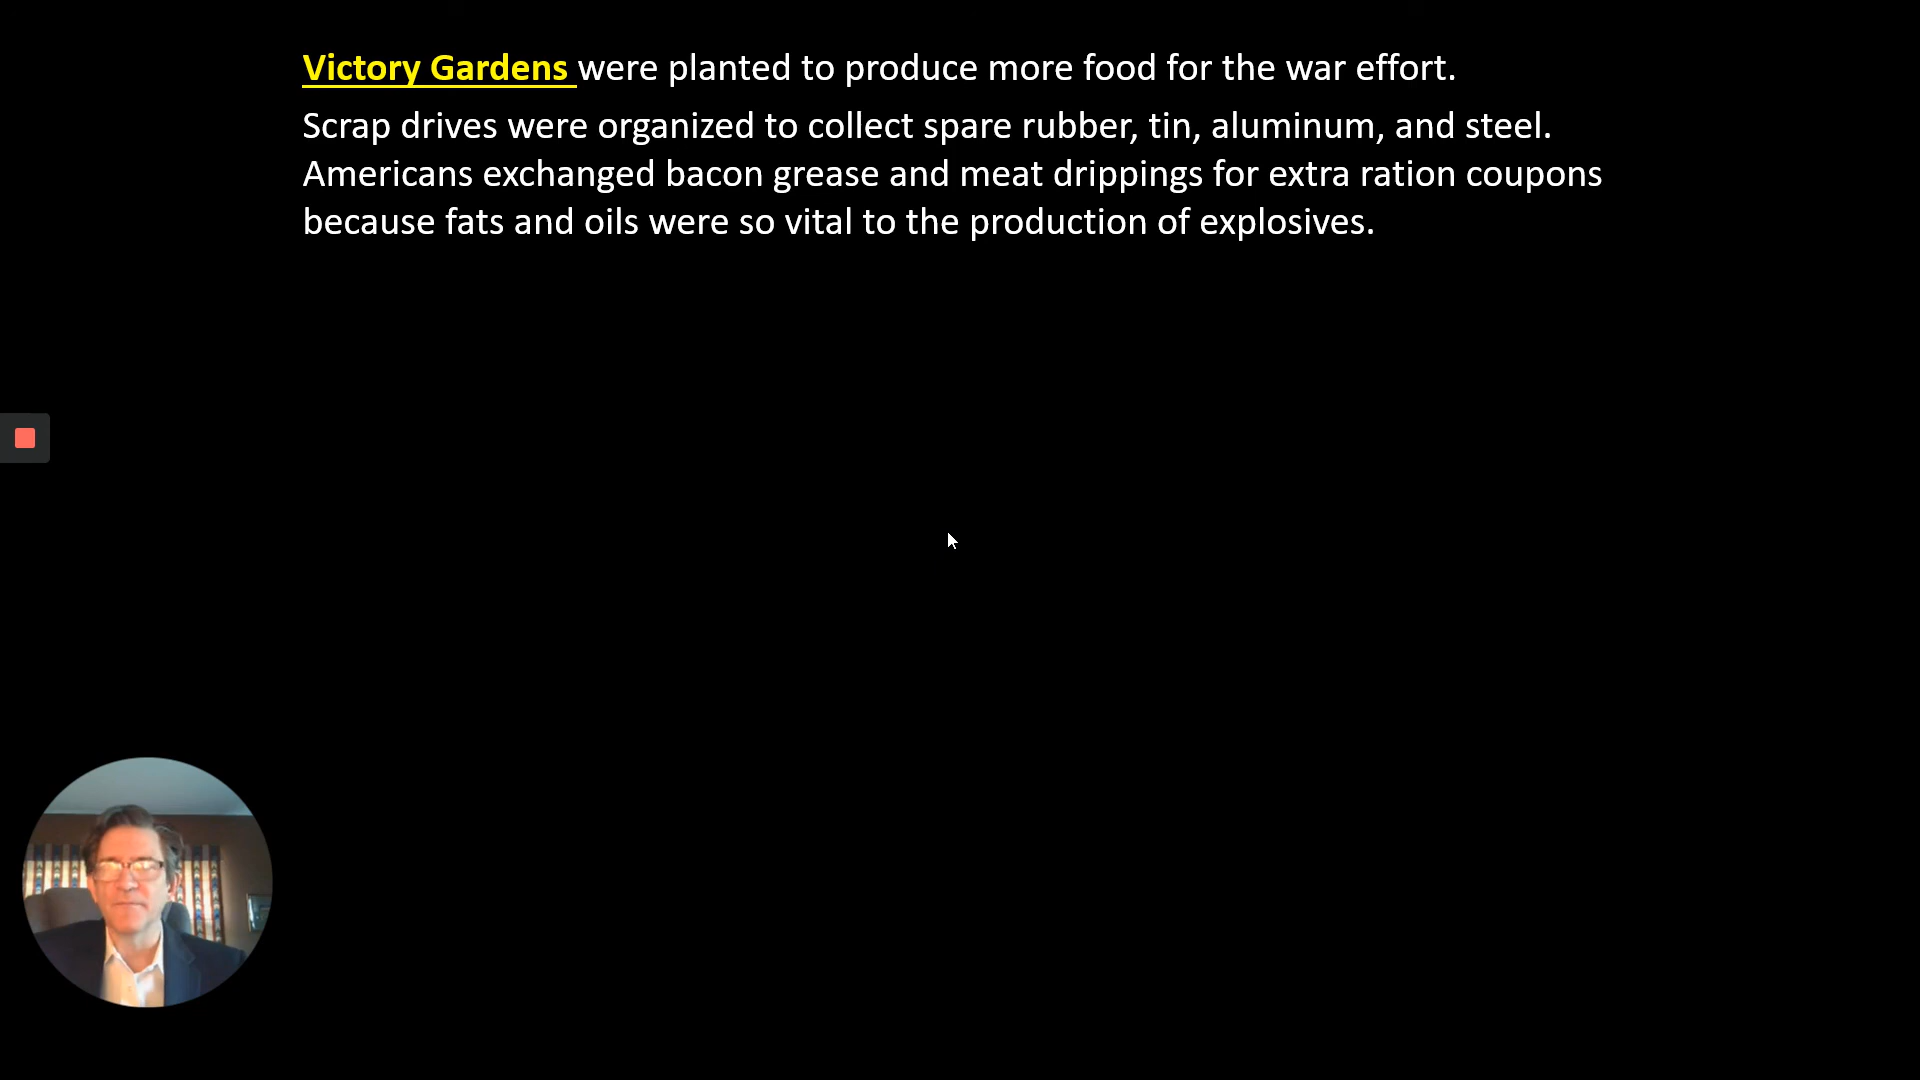 Victory Gardens were planted to produce more food for the war effort.
Scrap drives were organized to collect spare rubber, tin, aluminum, and steel.
Americans exchanged bacon grease and meat drippings for extra ration coupons
because fats and oils were so vital to the production of explosives.